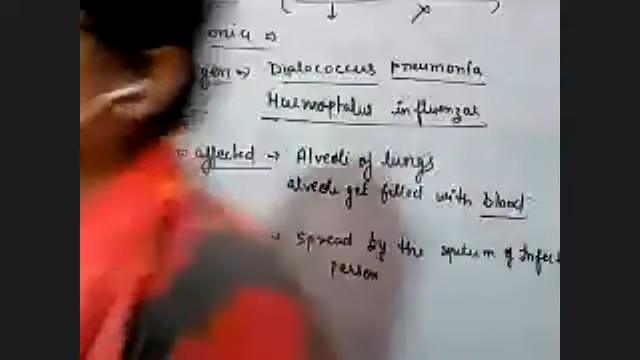 onia ⇒
gen → Diplococcus Pneumonia
Haemophalus influenzae
affected → Alveoli of lungs
alveoli get filled with blood
Spread by the sputum of Infec
person